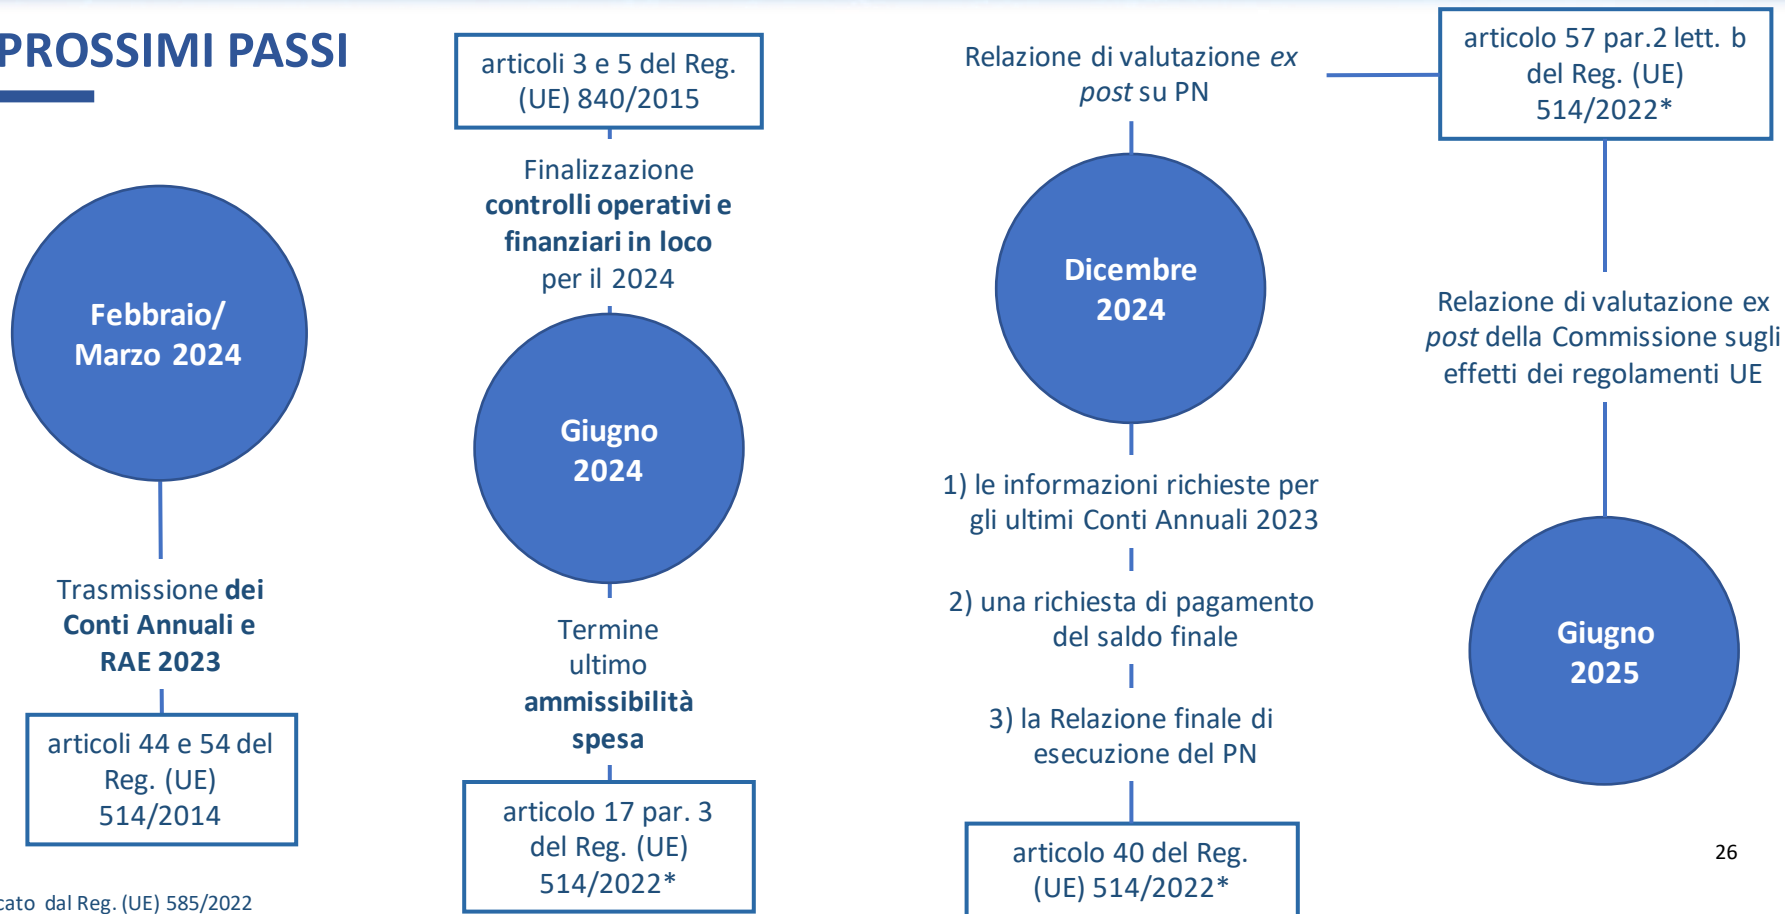 PROSSIMI PASSI
Febbraio/
Marzo 2024
Trasmissione dei
Conti Annuali e
RAE 2023
articoli 44 e 54 del
Reg. (UE)
514/2014
articoli 3 e 5 del Reg.
(UE) 840/2015
Finalizzazione
controlli operativi e
finanziari in loco
per il 2024
Giugno
2024
Termine
ultimo
ammissibilità
spesa
articolo 17 par. 3
del Reg. (UE)
514/2022*
Relazione di valutazione ex
post su PN
Dicembre
2024
1) le informazioni richieste per
gli ultimi Conti Annuali 2023
2) una richiesta di pagamento
del saldo finale
3) la Relazione finale di
esecuzione del PN
articolo 40 del Reg.
(UE) 514/2022*
articolo 57 par.2 lett. b
del Reg. (UE)
514/2022*
Relazione di valutazione ex
post della Commissione sugli
effetti dei regolamenti UE
Giugno
2025
26
cato dal Reg. (UE) 585/2022